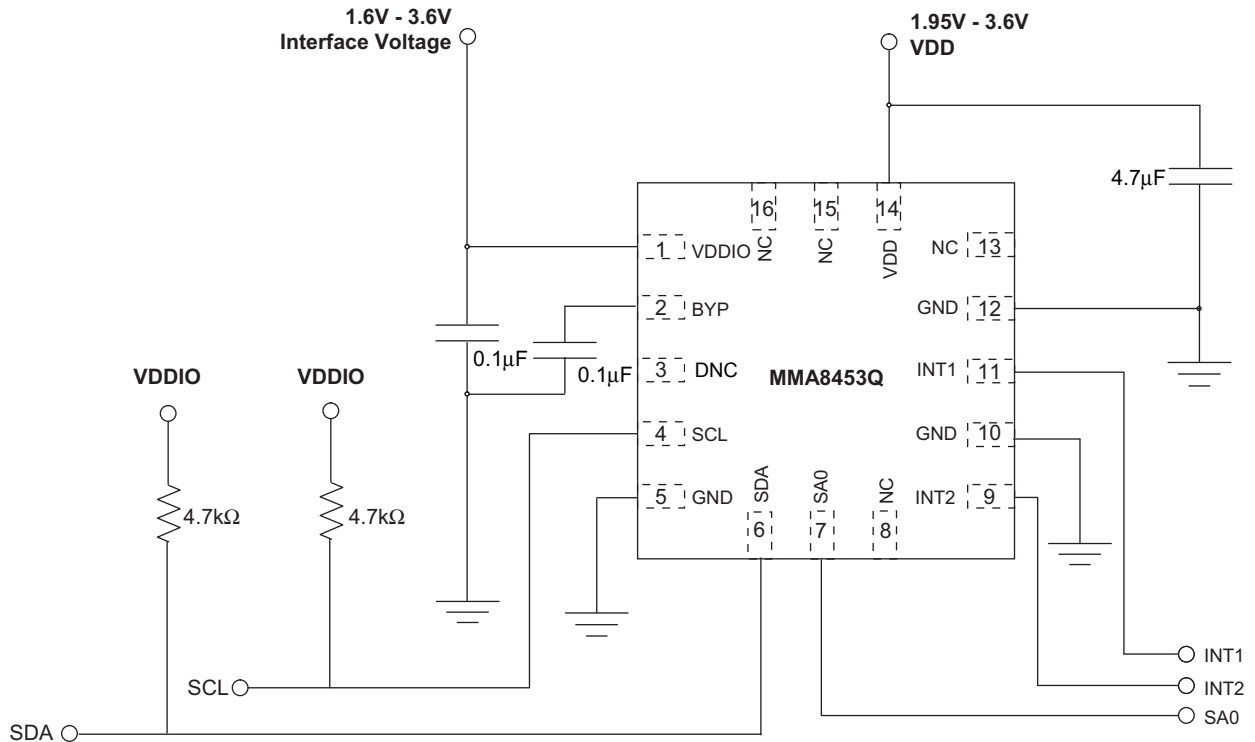 1.6V - 3.6V
Interface Voltage
1.95V - 3.6V
VDD
4.7μF
16
15
14
NC
NC
VDD
1
VDDIO
NC
13
2
BYP
GND
12
0.1μF
0.1μF
3
DNC
MMA8453Q
INT1
11
VDDIO
VDDIO
4
SCL
GND
10
5
GND
SDA
SA0
NC
INT2
9
4.7kΩ
4.7kΩ
6
7
8
INT1
SCL
INT2
SA0
SDA